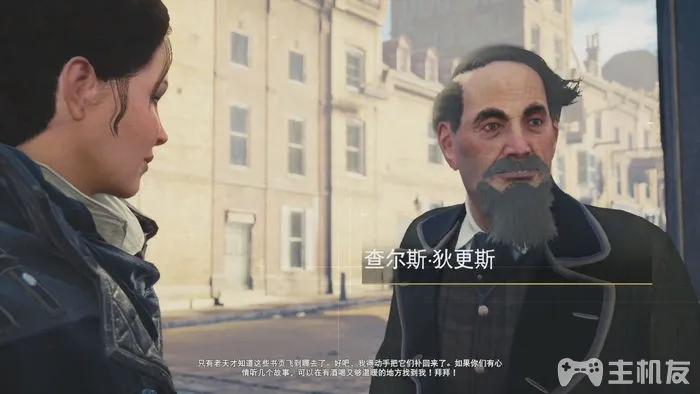 查尔斯·狄更斯
只有老天才知道这些书页飞到哪去了。好吧，我得动手把它们补回来了。如果你们有心
情听几个故事，可以在有酒喝又够温暖的地方找到我！拜拜！
主机友